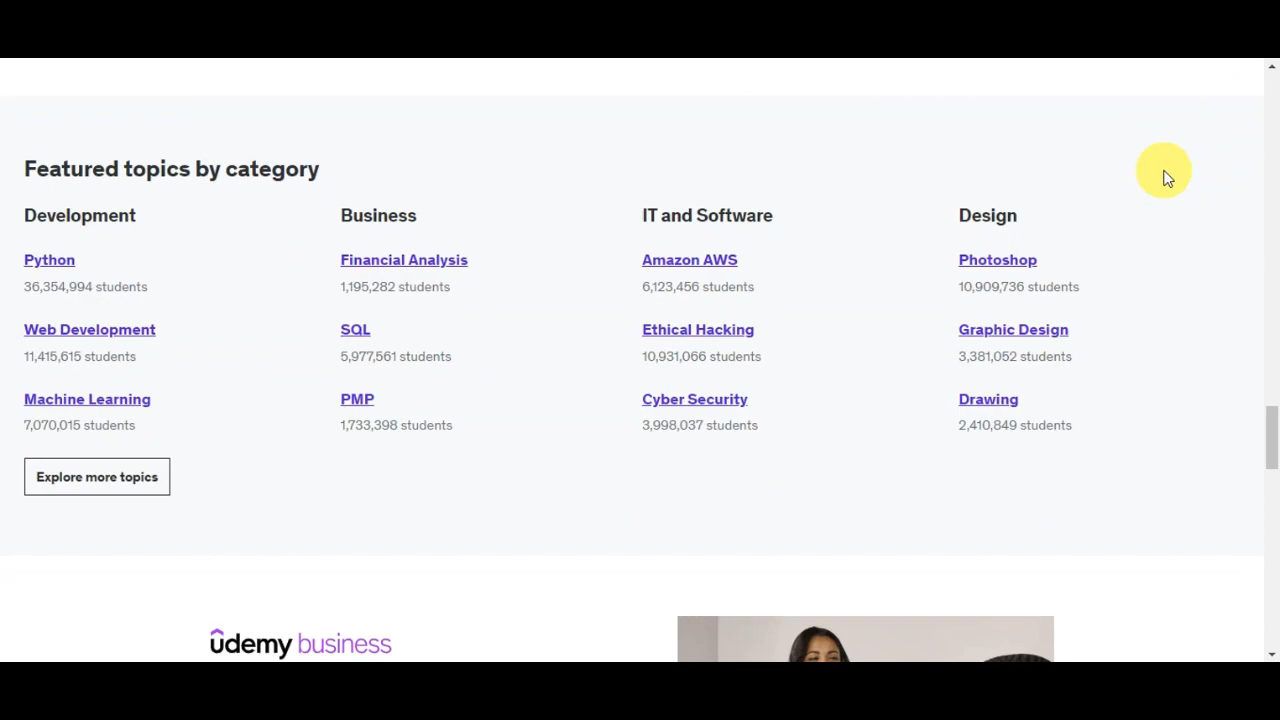 Featured topics by category
Development
Python
36,354,994 students
Web Development
11,415,615 students
Machine Learning
7,070,015 students
Business
Financial Analysis
1,195,282 students
SQL
5,977,561 students
PMP
1,733,398 students
IT and Software
Amazon AWS
6,123,456 students
Ethical Hacking
10,931,066 students
Cyber Security
3,998,037 students
Design
Photoshop
10,909,736 students
Graphic Design
3,381,052 students
Drawing
2,410,849 students
Explore more topics
ûdemy business